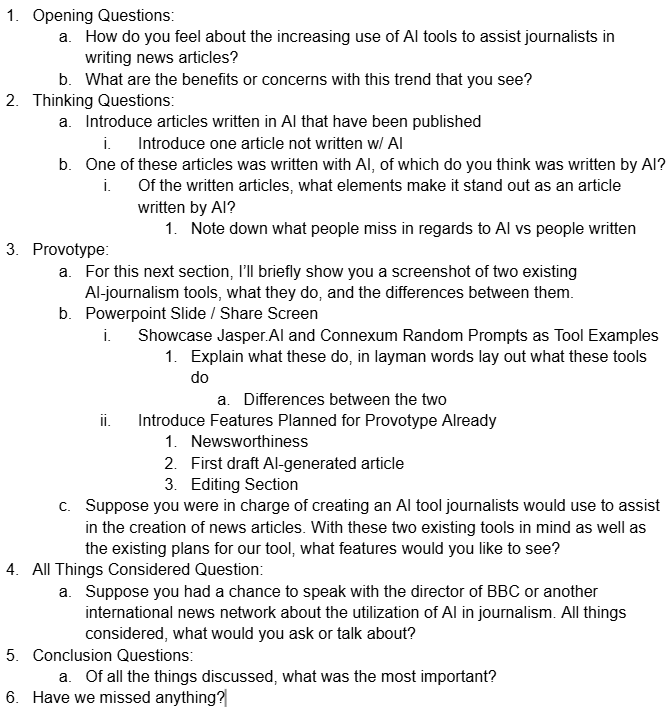 1. Opening Questions:
a. How do you feel about the increasing use of AI tools to assist journalists in
writing news articles?
b. What are the benefits or concerns with this trend that you see?
2. Thinking Questions:
a. Introduce articles written in AI that have been published
i. Introduce one article not written w/ AI
b. One of these articles was written with AI, of which do you think was written by AI?
i. Of the written articles, what elements make it stand out as an article
written by AI?
1. Note down what people miss in regards to AI vs people written
3. Provotype:
a. For this next section, I’ll briefly show you a screenshot of two existing
AI-journalism tools, what they do, and the differences between them.
b. Powerpoint Slide / Share Screen
i. Showcase Jasper.AI and Connexum Random Prompts as Tool Examples
1. Explain what these do, in layman words lay out what these tools
do
a. Differences between the two
ii. Introduce Features Planned for Provotype Already
1. Newsworthiness
2. First draft AI-generated article
3. Editing Section
c. Suppose you were in charge of creating an AI tool journalists would use to assist
in the creation of news articles. With these two existing tools in mind as well as
the existing plans for our tool, what features would you like to see?
4. All Things Considered Question:
a. Suppose you had a chance to speak with the director of BBC or another
international news network about the utilization of AI in journalism. All things
considered, what would you ask or talk about?
5. Conclusion Questions:
a. Of all the things discussed, what was the most important?
6. Have we missed anything?